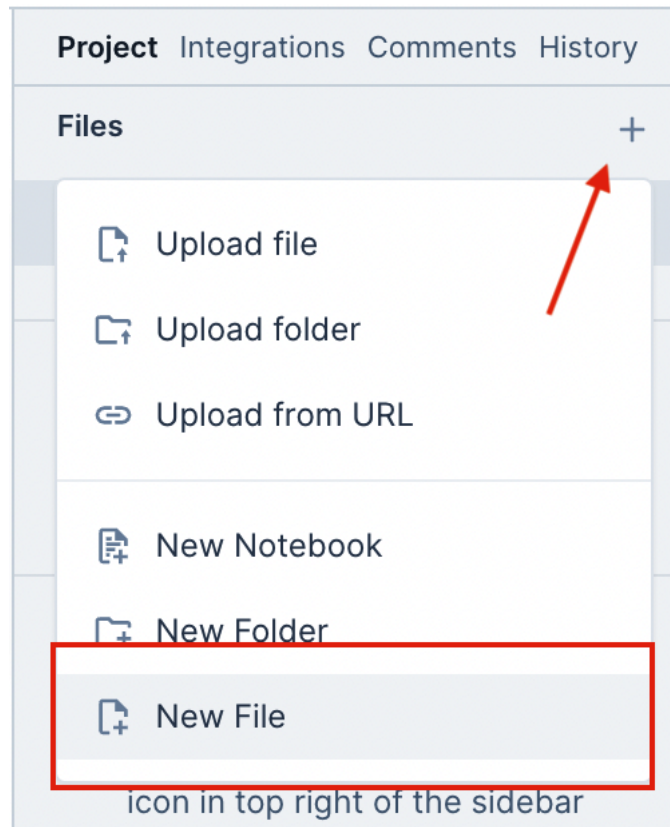 Project Integrations Comments History
Files
Upload file
Upload folder
Upload from URL
New Notebook
New Folder
New File
icon in top right of the sidebar